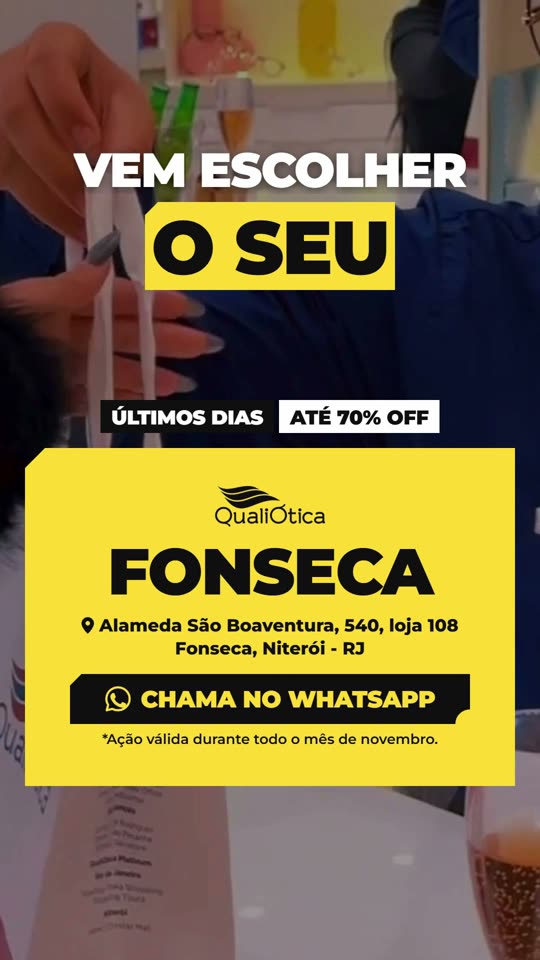 VEM ESCOLHER
O SEU
ÚLTIMOS DIAS ATÉ 70% OFF
QualiÓtica
FONSECA
Alameda São Boaventura, 540, loja 108
Fonseca, Niterói - RJ
CHAMA NO WHATSAPP
*Ação válida durante todo o mês de novembro.